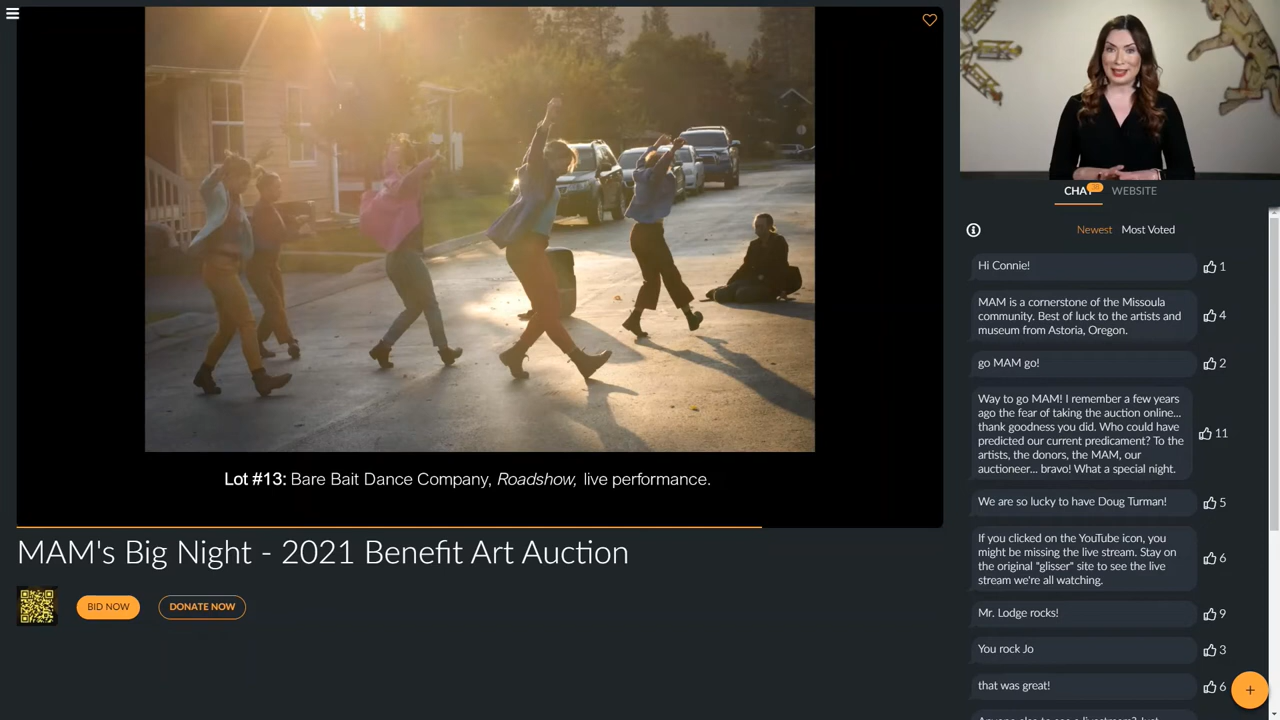 Lot #13: Bare Bait Dance Company, Roadshow, live performance.
MAM's Big Night - 2021 Benefit Art Auction
BID NOW
DONATE NOW
CHAT
WEBSITE
Newest
Most Voted
Hi Connie!
1
MAM is a cornerstone of the Missoula
community. Best of luck to the artists and
museum from Astoria, Oregon.
4
go MAM go!
2
Way to go MAM! I remember a few years
ago the fear of taking the auction online...
thank goodness you did. Who could have
predicted our current predicament? To the
artists, the donors, the MAM, our
auctioneer... bravo! What a special night.
11
We are so lucky to have Doug Turman!
5
If you clicked on the YouTube icon, you
might be missing the live stream. Stay on
the original "glisser" site to see the live
stream we're all watching.
6
Mr. Lodge rocks!
9
You rock Jo
3
that was great!
6